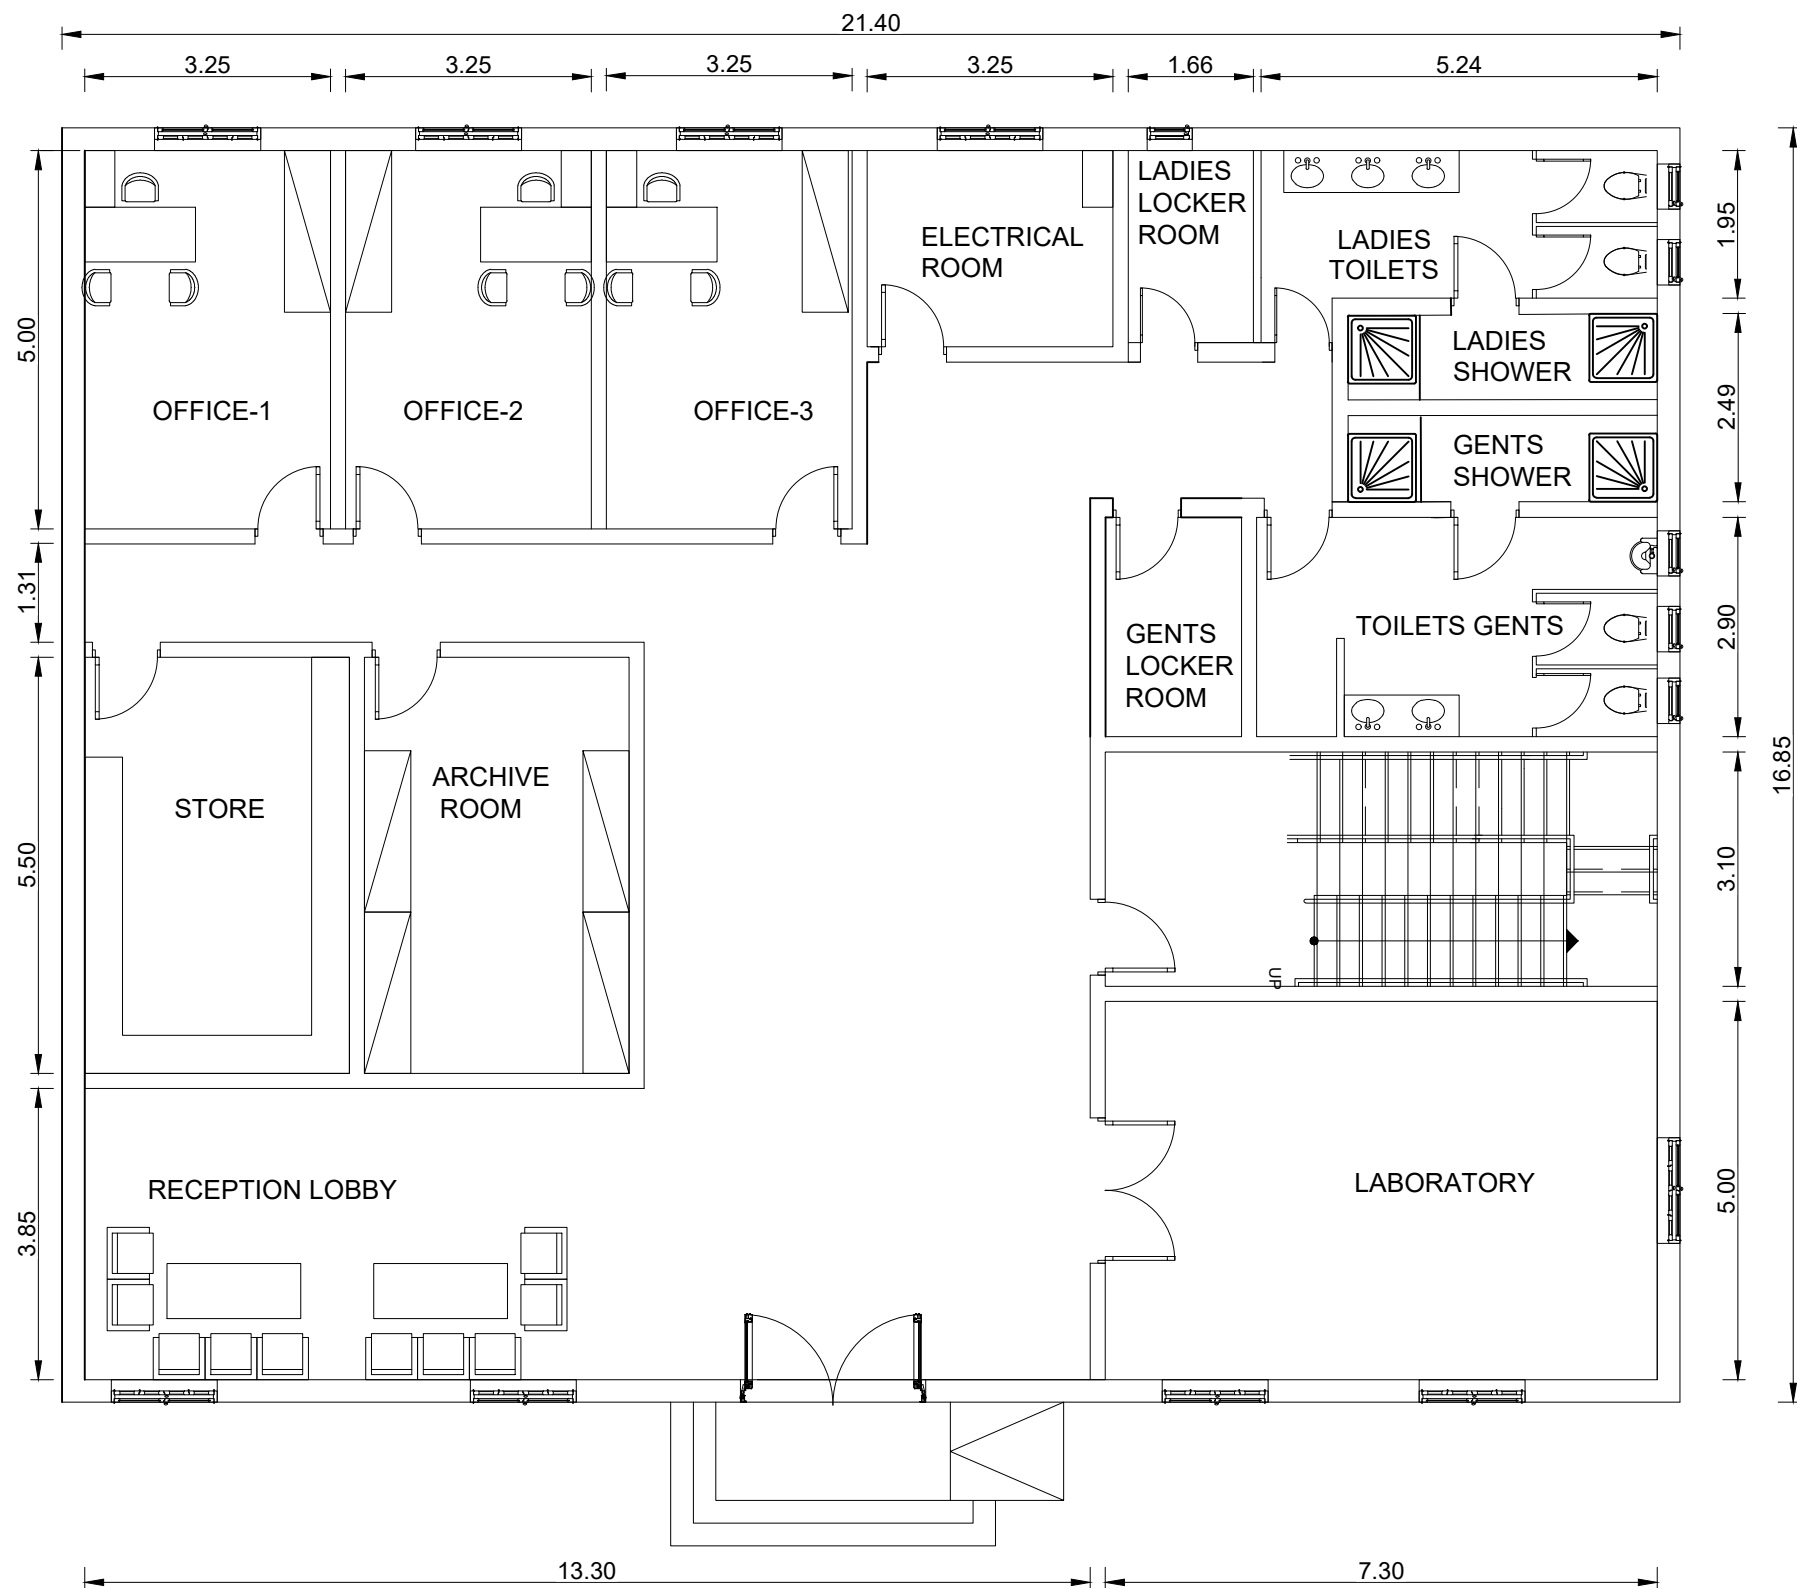 21.40
3.25
3.25
3.25
3.25
1.66
5.24
LADIES
LOCKER
ROOM
ELECTRICAL
ROOM
LADIES
TOILETS
1.95
5.00
LADIES
SHOWER
2.49
OFFICE-1
OFFICE-2
OFFICE-3
GENTS
SHOWER
1.31
TOILETS GENTS
2.90
GENTS
LOCKER
ROOM
16.85
ARCHIVE
ROOM
STORE
5.50
3.10
UP
RECEPTION LOBBY
LABORATORY
5.00
3.85
13.30
7.30